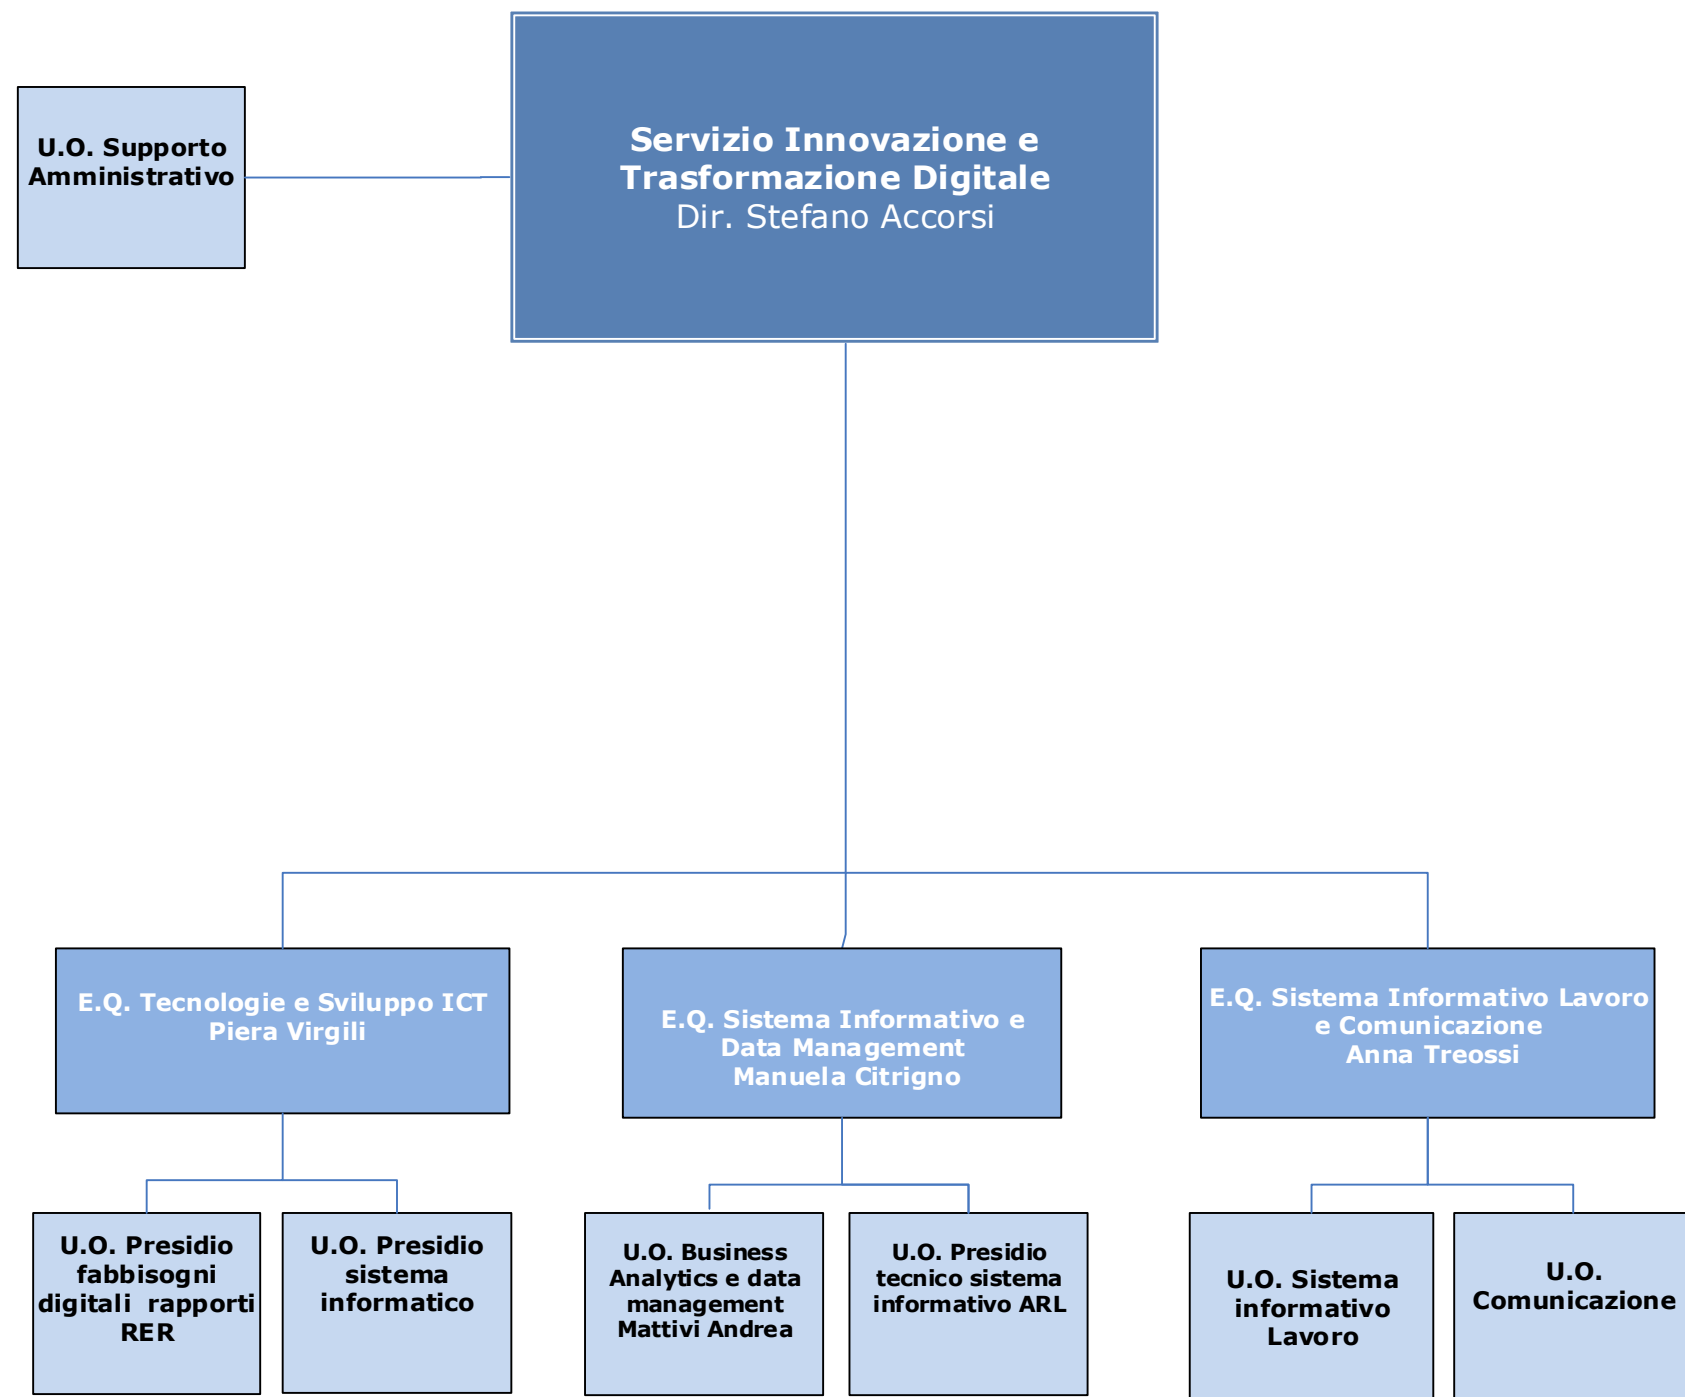 U.O. Supporto
Amministrativo
Servizio Innovazione e
Trasformazione Digitale
Dir. Stefano Accorsi
E.Q. Tecnologie e Sviluppo ICT
Piera Virgili
E.Q. Sistema Informativo e
Data Management
Manuela Citrigno
E.Q. Sistema Informativo Lavoro
e Comunicazione
Anna Treossi
U.O. Presidio
fabbisogni
digitali rapporti
RER
U.O. Presidio
sistema
informatico
U.O. Business
Analytics e data
management
Mattivi Andrea
U.O. Presidio
tecnico sistema
informativo ARL
U.O. Sistema
informativo
Lavoro
U.O.
Comunicazione